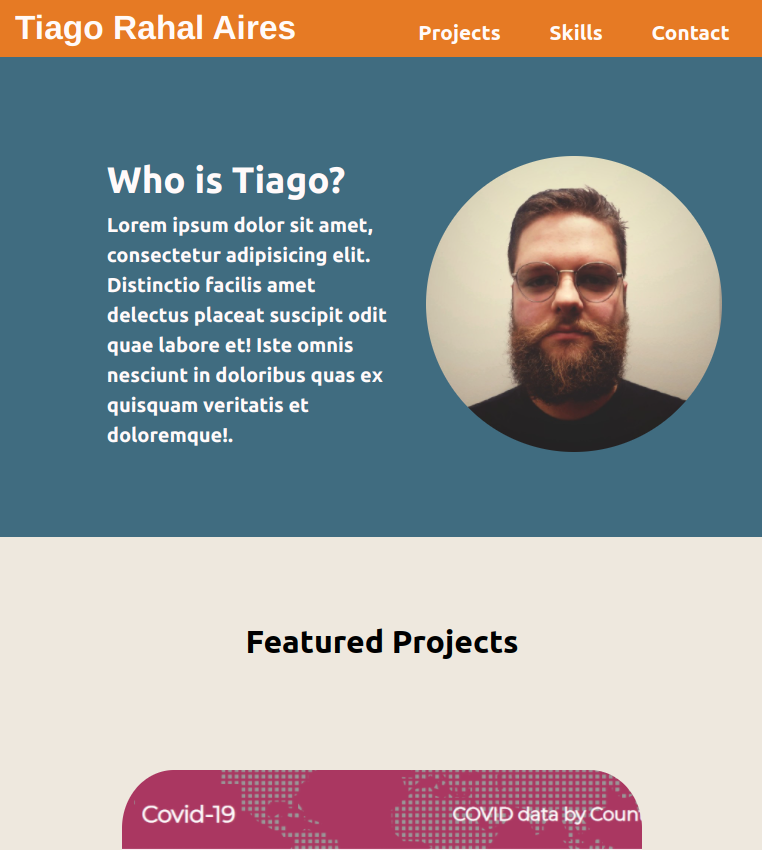 Tiago Rahal Aires
Projects Skills Contact
Who is Tiago?
Lorem ipsum dolor sit amet,
consectetur adipisicing elit.
Distinctio facilis amet
delectus placeat suscipit odit
quae labore et! Iste omnis
nesciunt in doloribus quas ex
quisquam veritatis et
doloremque!.
Featured Projects
Covid-19
COVID data by Coun